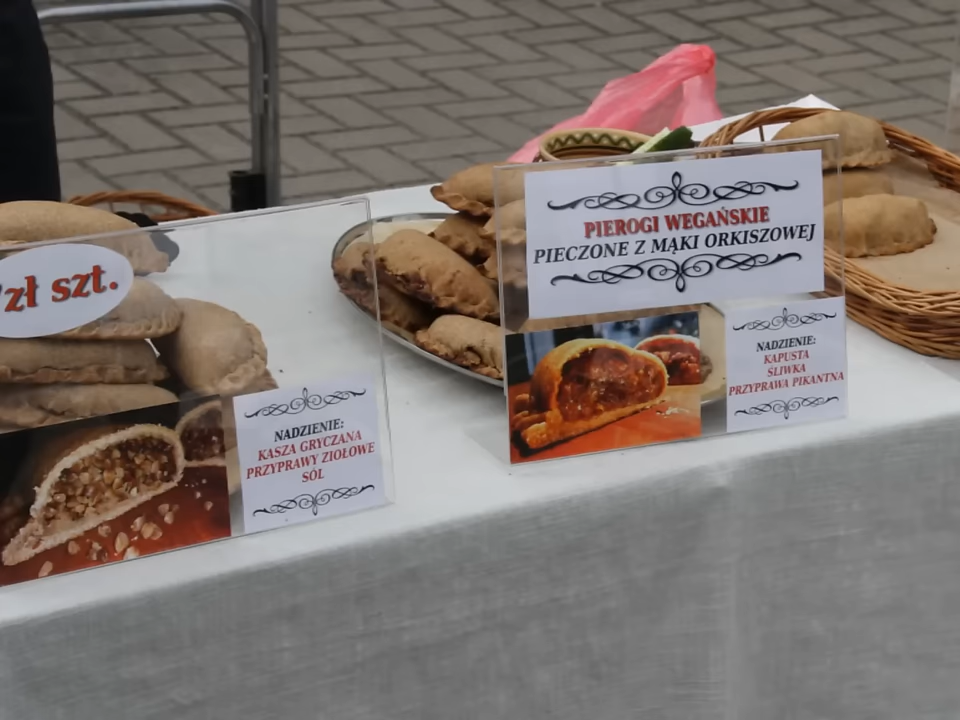 zł szt.
NADZIENIE:
KASZA GRYCZANA
PRZYPRAWY ZIOŁOWE
SÓL
PIEROGI WEGAŃSKIE
PIECZONE Z MĄKI ORKISZOWEJ
NADZIENIE:
KAPUSTA
ŚLIWKA
PRZYPRAWA PIKANTNA